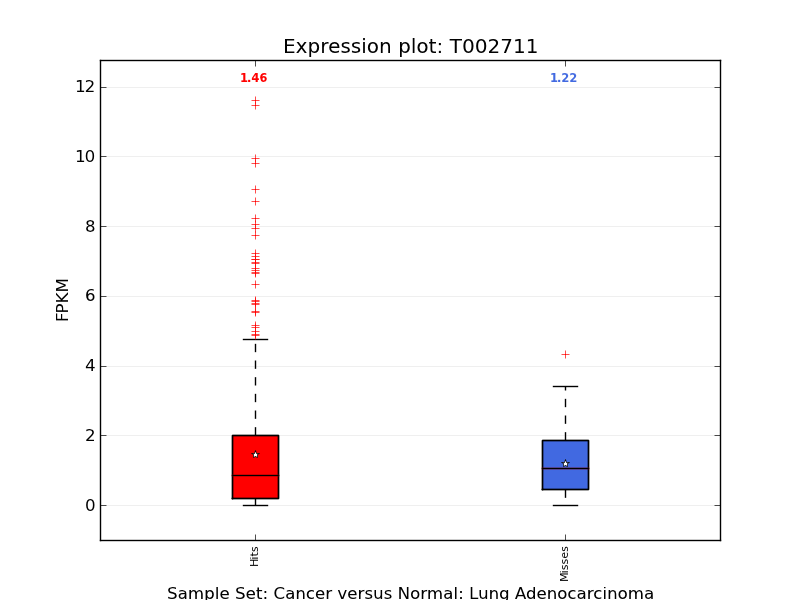 Expression plot: T002711
1.46 1.22
12
10
8
6
4
2
0
FPKM
Hits
Misses
Sample Set: Cancer versus Normal: Lung Adenocarcinoma